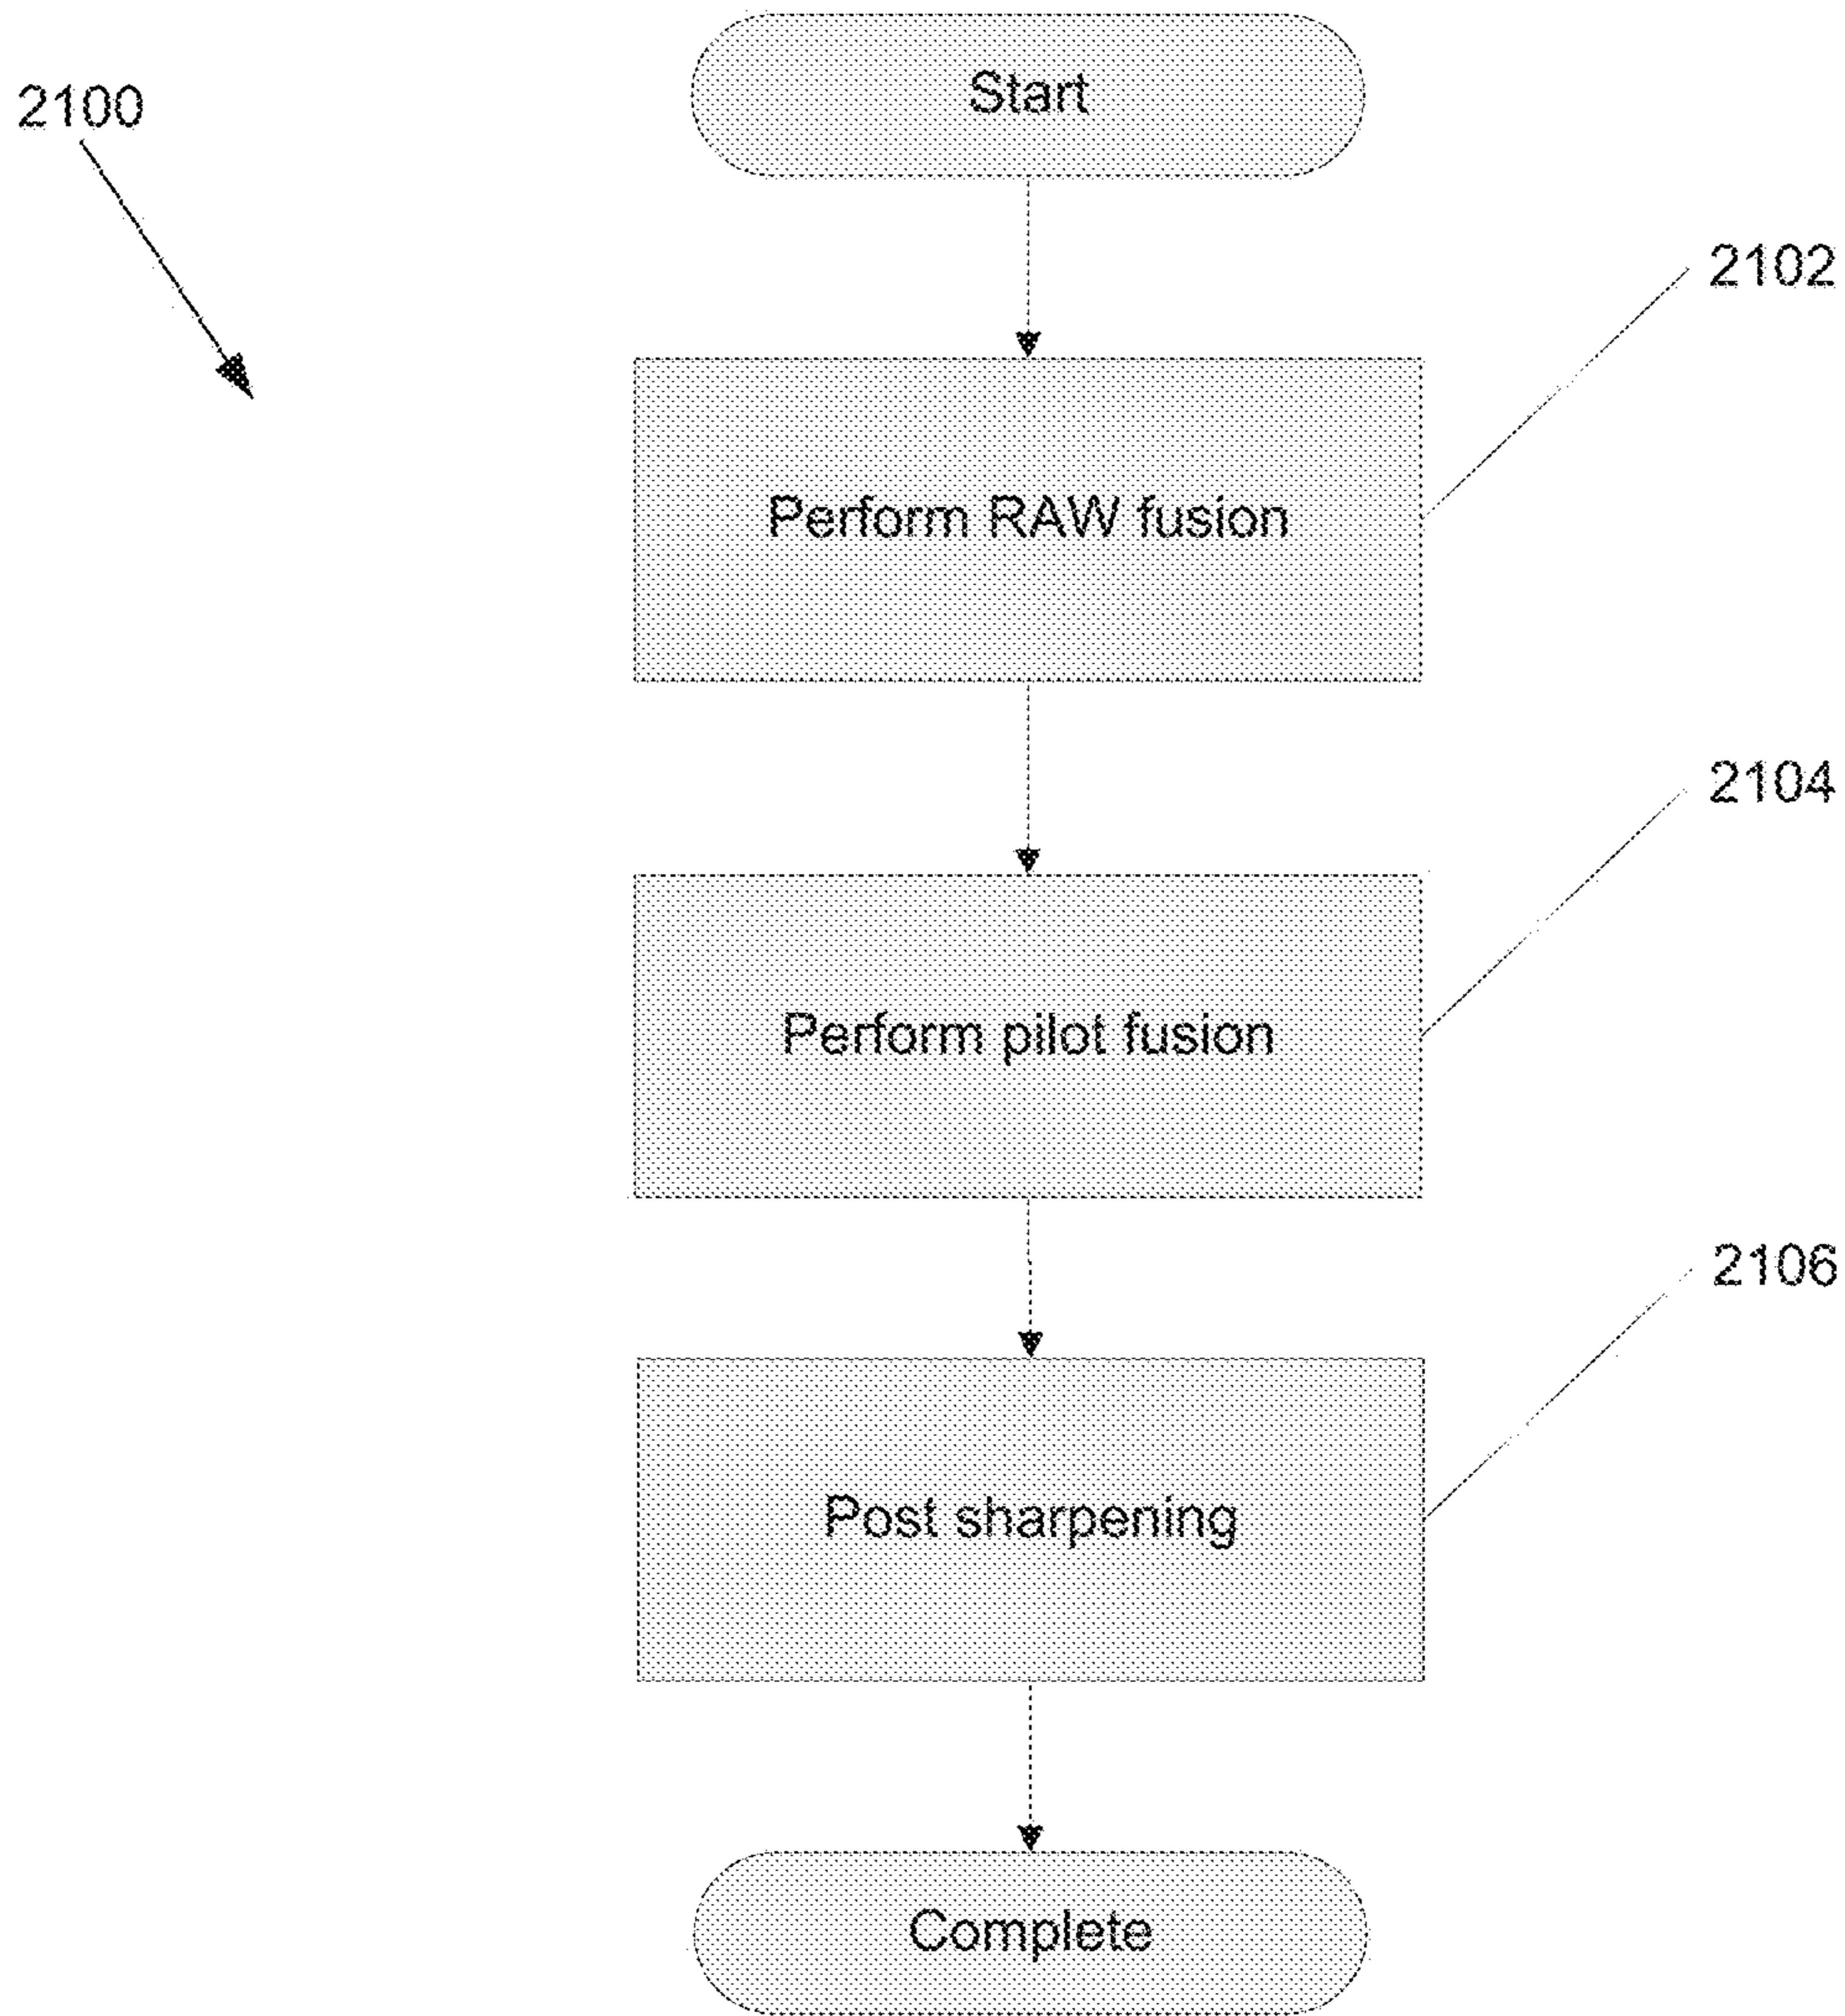 Start
2100
2102
Perform RAW fusion
2104
Perform pilot fusion
2106
Post sharpening
Complete